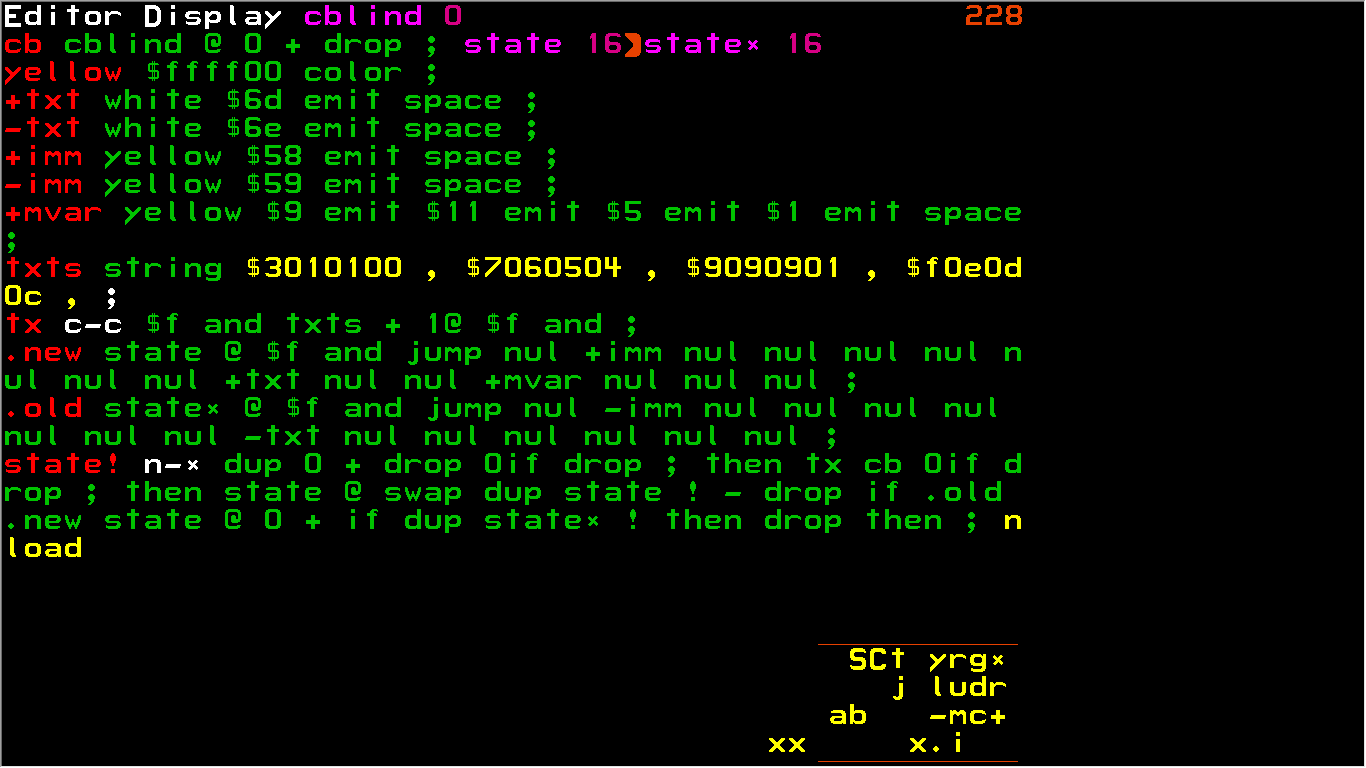 Editor Display cblind 0 228
cb cblind @ 0 + drop ; state 16 state× 16
yellow $ffff00 color ;
+txt white $6d emit space ;
-txt white $6e emit space ;
+imm yellow $58 emit space ;
-imm yellow $59 emit space ;
+mvar yellow $9 emit $11 emit $5 emit $1 emit space
;
txts string $3010100 , $7060504 , $9090901 , $f0e0d
0c , ;
tx c-c $f and txts + 1@ $f and ;
.new state @ $f and jump nul +imm nul nul nul nul n
ul nul nul +txt nul nul +mvar nul nul nul ;
.old state× @ $f and jump nul -imm nul nul nul nul
nul nul nul -txt nul nul nul nul nul nul ;
state! n-× dup 0 + drop 0if drop ; then tx cb 0if d
rop ; then state @ swap dup state ! - drop if .old
.new state @ 0 + if dup state× ! then drop then ; n
load
SCt yrg×
j ludr
ab -mc+
xx x.i